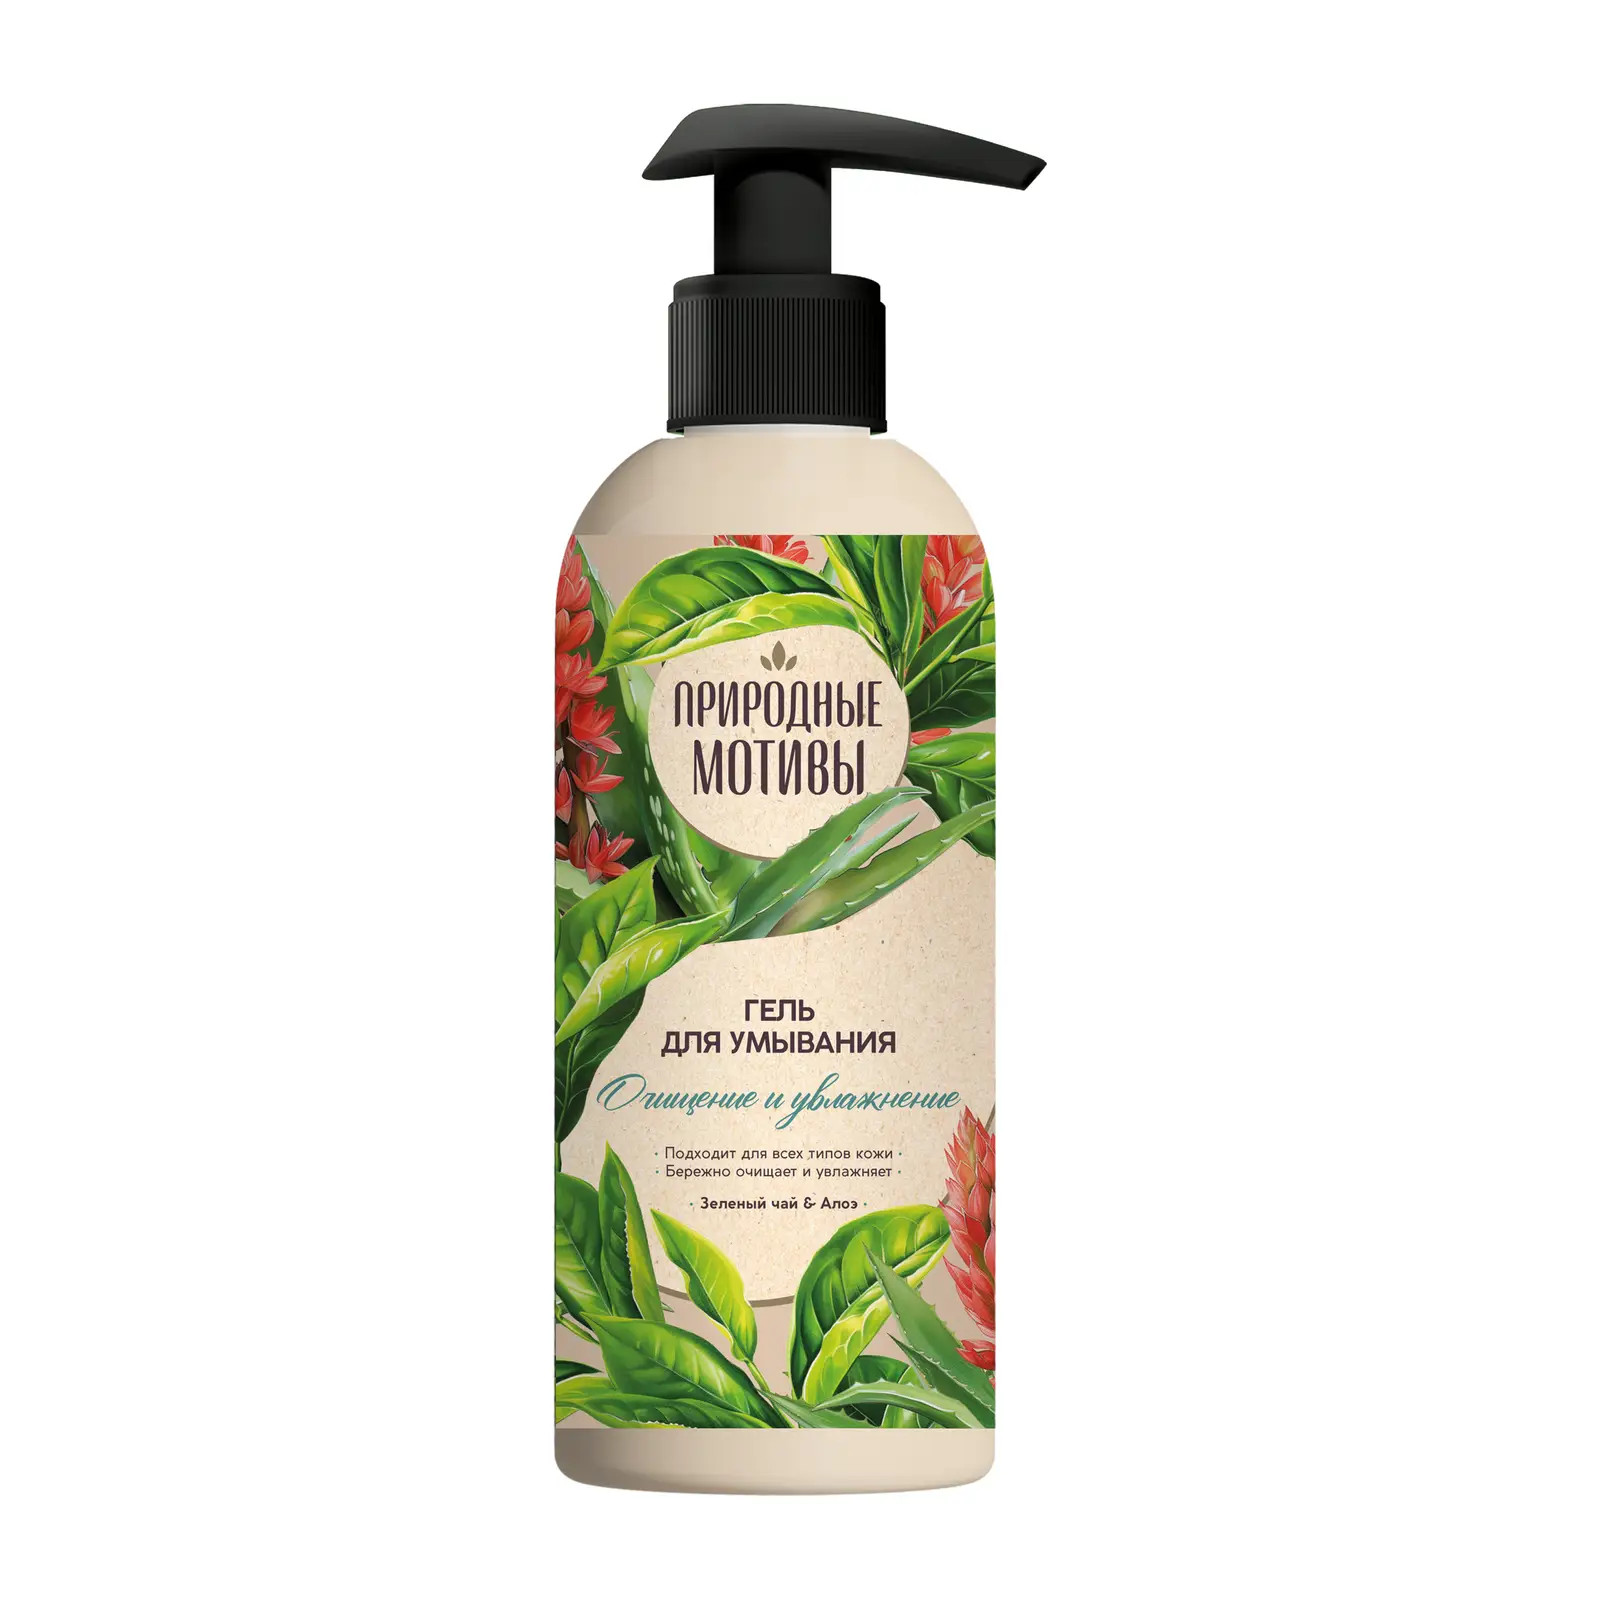 ПРИРОДНЫЕ
МОТИВЫ
ГЕЛЬ
ДЛЯ УМЫВАНИЯ
Очищение и увлажнение
· Подходит для всех типов кожи ·
· Бережно очищает и увлажняет ·
· Зеленый чай & Алоэ ·